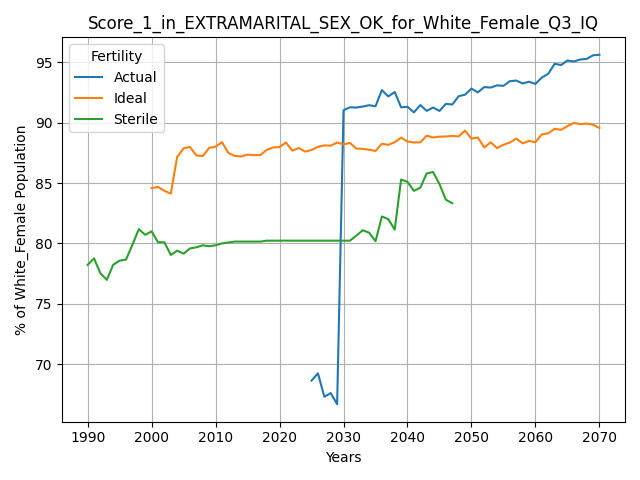 Score_1_in_EXTRAMARITAL_SEX_OK_for_White_Female_Q3_IQ
Fertility
Actual
Ideal
Sterile
% of White_Female Population
95
90
85
80
75
70
1990 2000 2010 2020 2030 2040 2050 2060 2070
Years